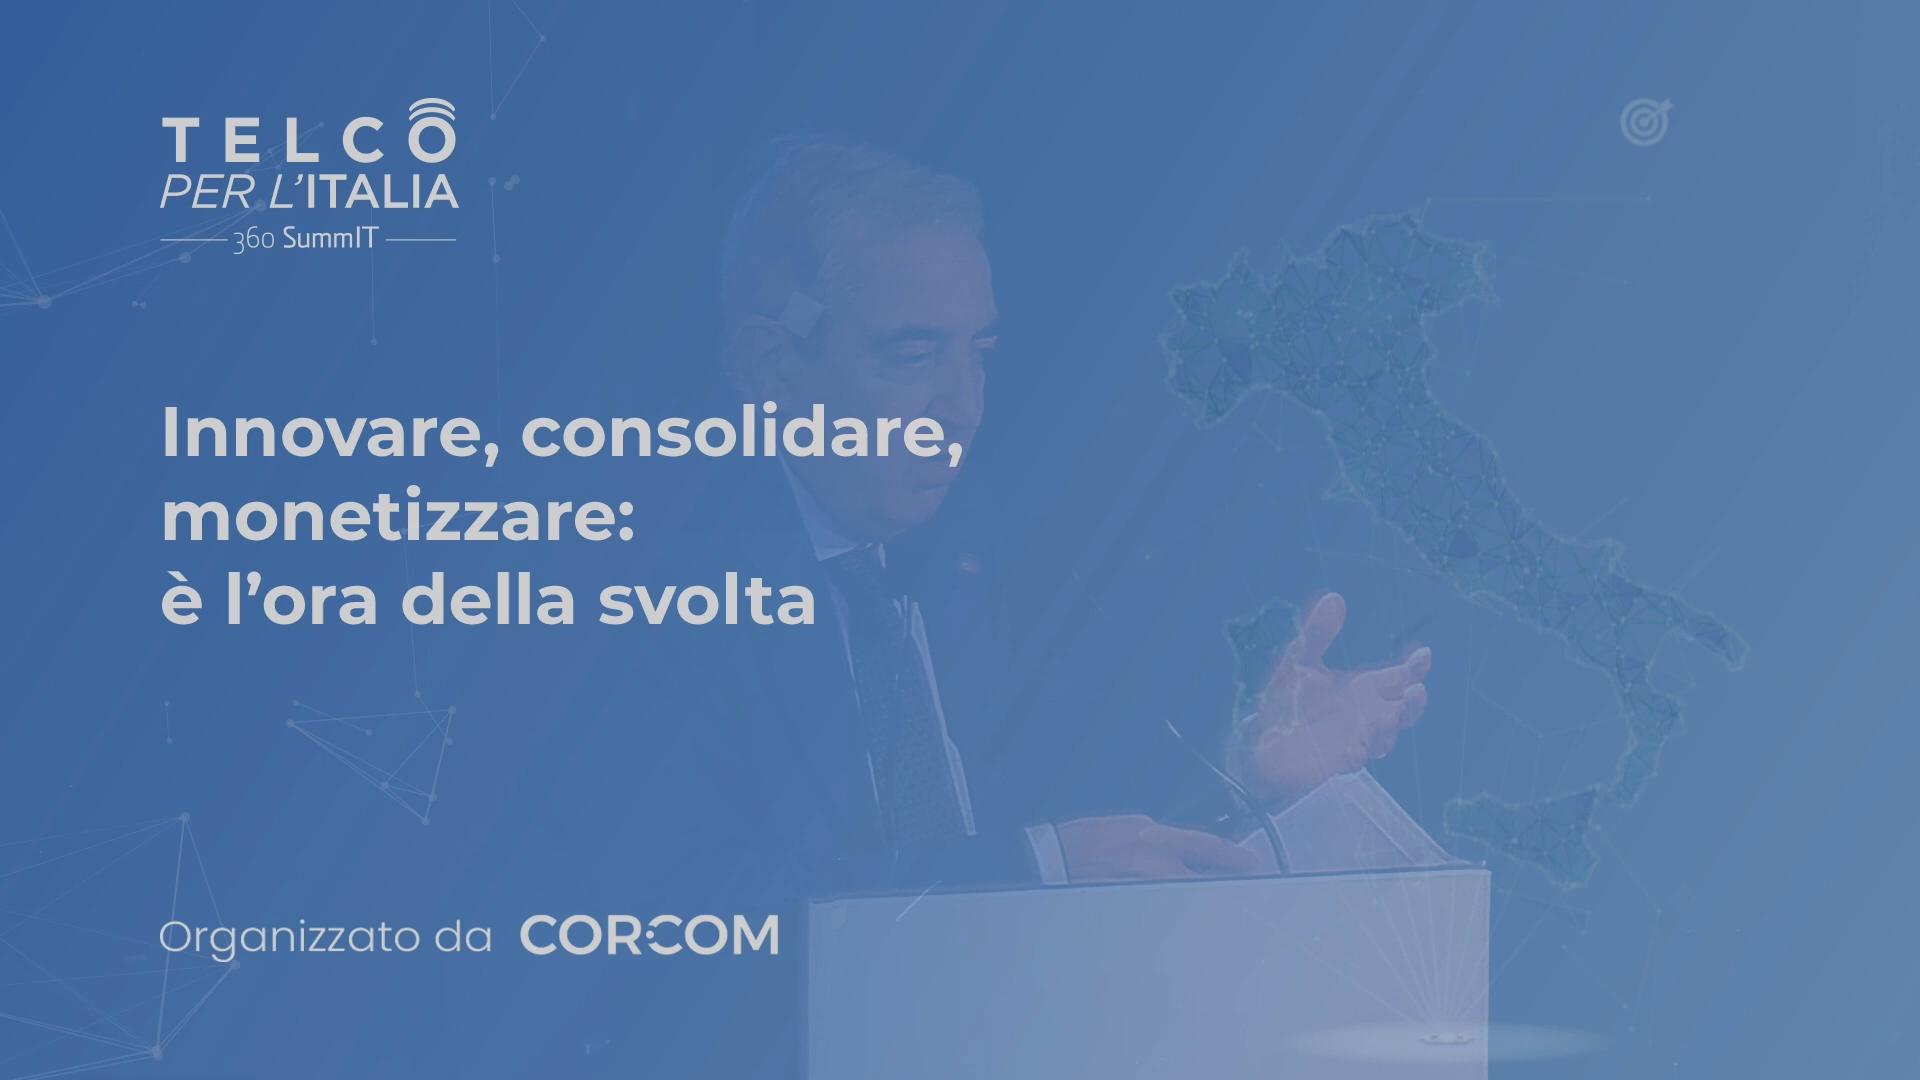 TELCO
PER L'ITALIA
360 SummIT
Innovare, consolidare,
monetizzare:
è l’ora della svolta
Organizzato da CORCOM